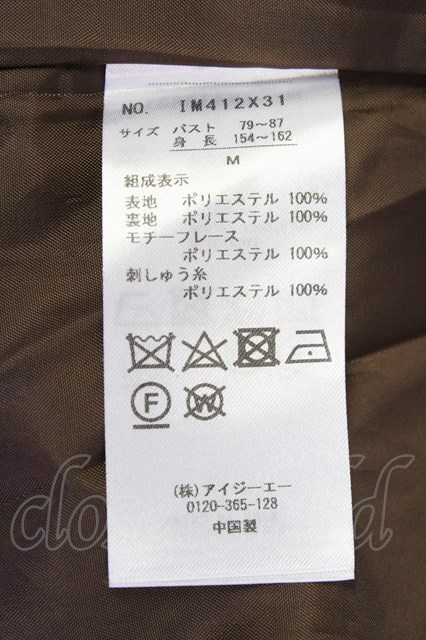 NO. IM412X31
サイズ バスト 79〜87
身長 154〜162
M
組成表示
表地 ポリエステル 100%
裏地 ポリエステル 100%
モチーフレース
ポリエステル 100%
刺しゅう糸
ポリエステル 100%
F W
(株)アイジーエー
0120-365-128
中国製